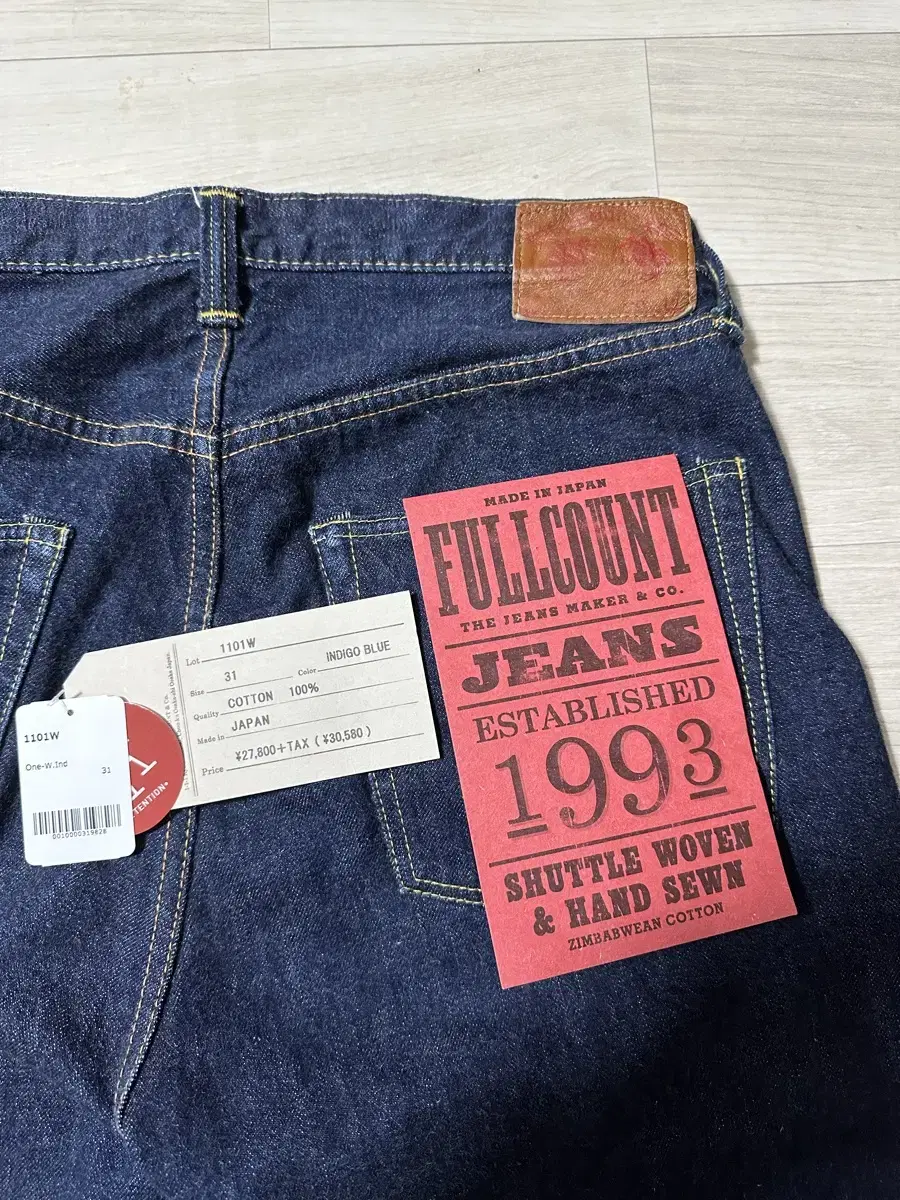 MADE IN JAPAN
FULLCOUNT
THE JEANS MAKER & CO.
JEANS
ESTABLISHED
1993
SHUTTLE WOVEN
& HAND SEWN
ZIMBABWEAN COTTON
Lot 1101W
Size 31 Color INDIGO BLUE
Quality COTTON 100%
Made in JAPAN
Price ¥27,800+TAX (¥30,580)
1101W
One-W.Ind 31
0010000319828